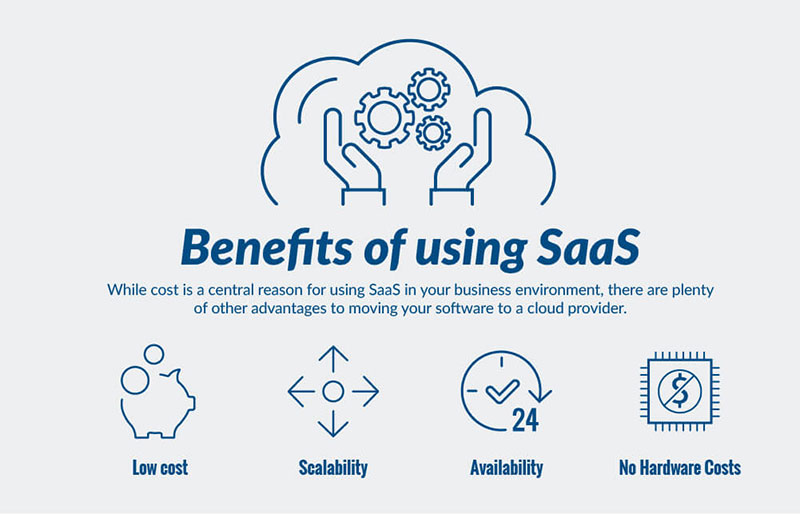 Benefits of using SaaS
While cost is a central reason for using SaaS in your business environment, there are plenty
of other advantages to moving your software to a cloud provider.
24
$
Low cost
Scalability
Availability
No Hardware Costs